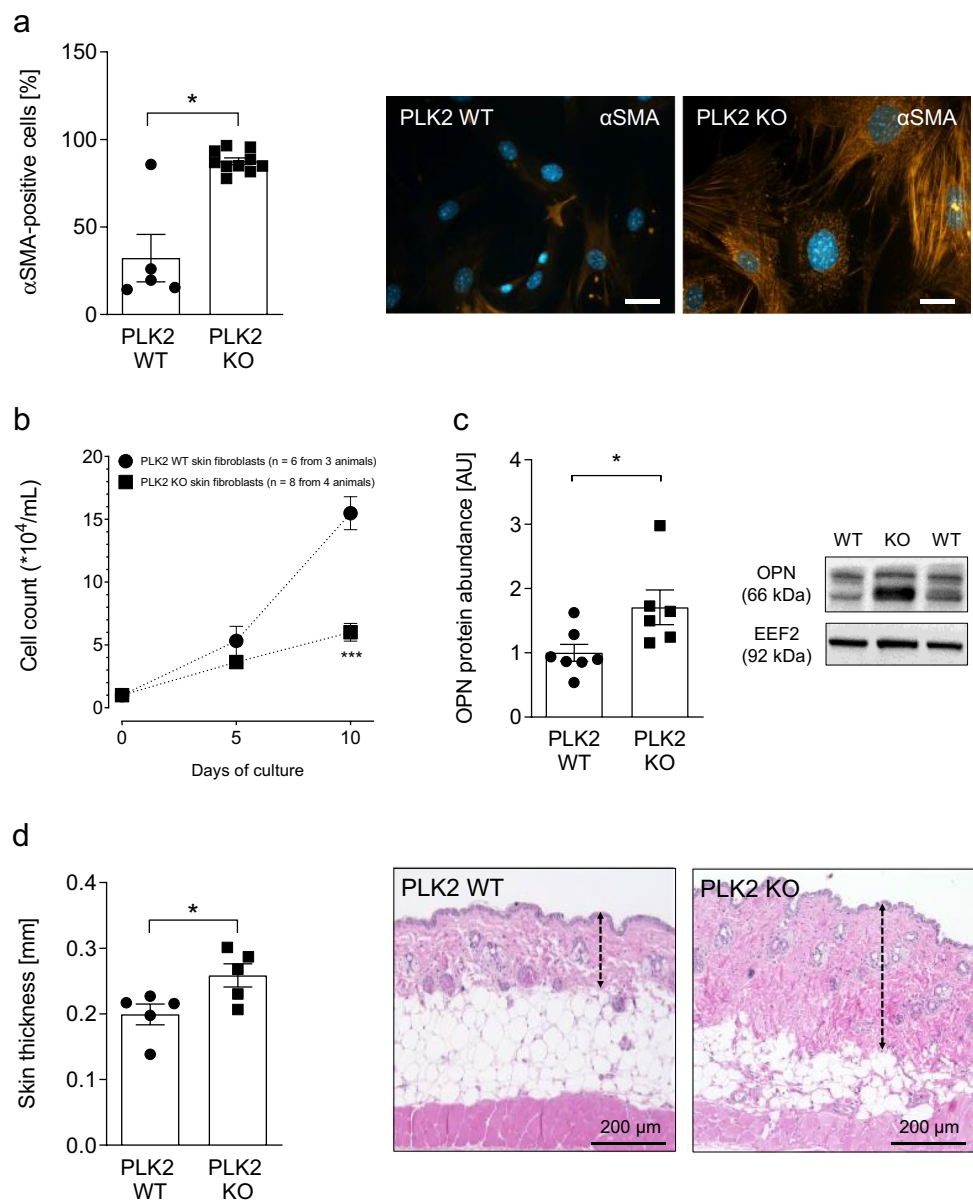 a
αSMA-positive cells [%]
150
100
50
0
*
PLK2
WT
PLK2
KO
PLK2 WT
αSMA
PLK2 KO
αSMA
b
Cell count (*10⁴/mL)
20
15
10
5
0
PLK2 WT skin fibroblasts (n = 6 from 3 animals)
PLK2 KO skin fibroblasts (n = 8 from 4 animals)
***
0
5
10
Days of culture
c
OPN protein abundance [AU]
4
3
2
1
0
*
PLK2
WT
PLK2
KO
WT
KO
WT
OPN
(66 kDa)
EEF2
(92 kDa)
d
Skin thickness [mm]
0.4
0.3
0.2
0.1
0.0
*
PLK2
WT
PLK2
KO
PLK2 WT
200 µm
PLK2 KO
200 µm